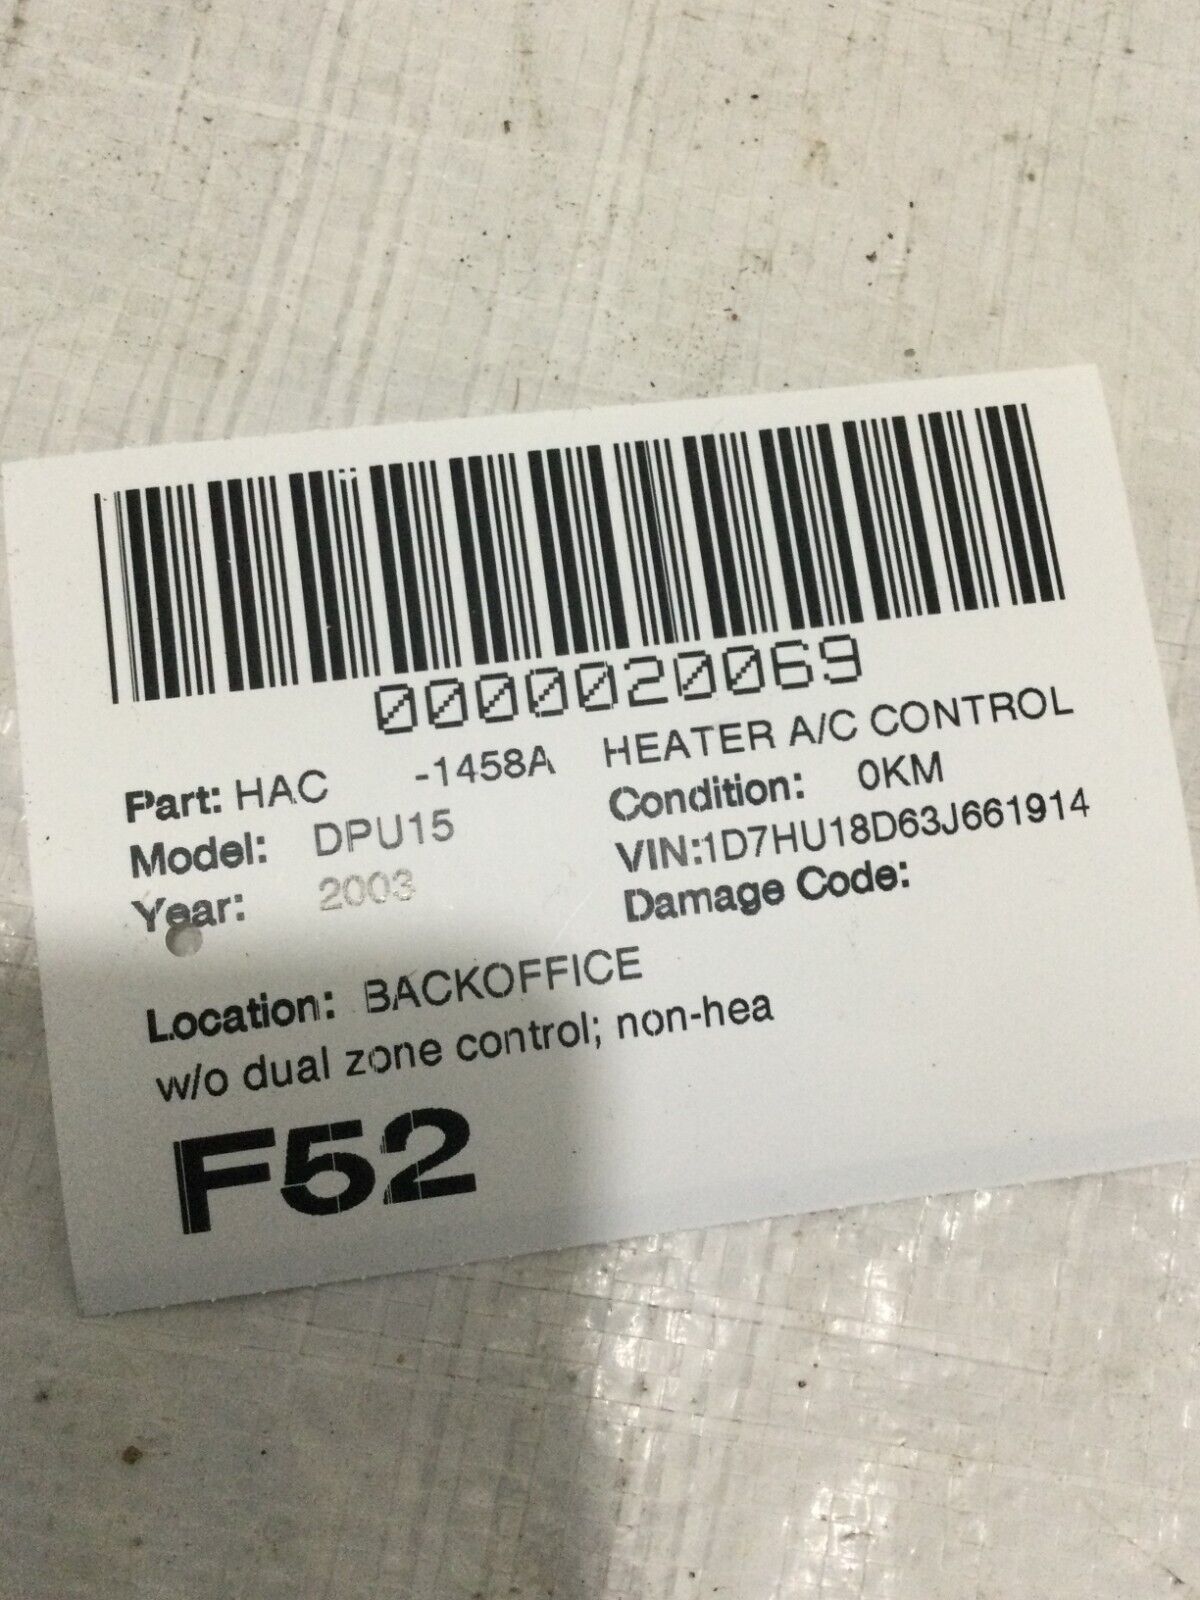 0000020069
Part: HAC -1458A HEATER A/C CONTROL
Model: DPU15 Condition: 0KM
Year: 2003 VIN:1D7HU18D63J661914
Damage Code:
Location: BACKOFFICE
w/o dual zone control; non-hea
F52